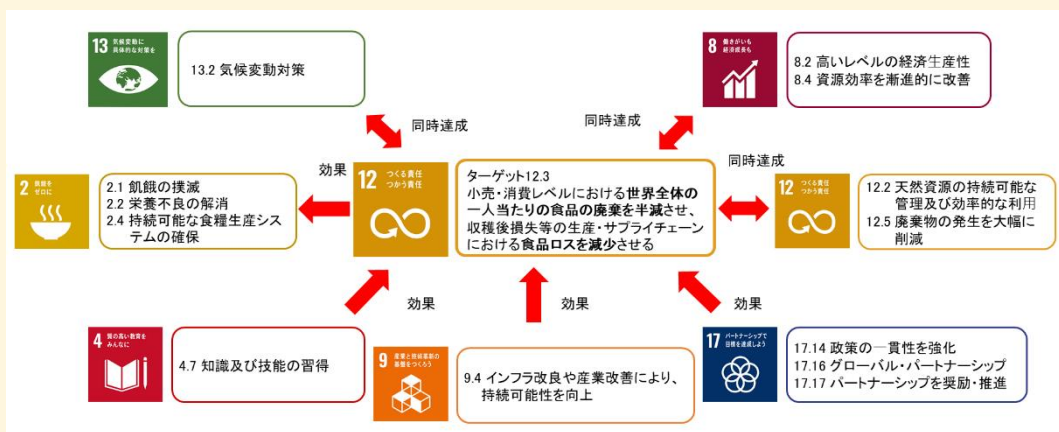 13 気候変動に
具体的な対策を
13.2 気候変動対策
8 働きがいも
経済成長も
8.2 高いレベルの経済生産性
8.4 資源効率を漸進的に改善
同時達成
同時達成
2 飢餓を
ゼロに
2.1 飢餓の撲滅
2.2 栄養不良の解消
2.4 持続可能な食糧生産シス
テムの確保
効果
12 つくる責任
つかう責任
ターゲット12.3
小売・消費レベルにおける世界全体の
一人当たりの食品の廃棄を半減させ、
収穫後損失等の生産・サプライチェーン
における食品ロスを減少させる
同時達成
12 つくる責任
つかう責任
12.2 天然資源の持続可能な
管理及び効率的な利用
12.5 廃棄物の発生を大幅に
削減
効果
効果
効果
4 質の高い教育を
みんなに
4.7 知識及び技能の習得
9 産業と技術革新の
基盤をつくろう
9.4 インフラ改良や産業改善により、
持続可能性を向上
17 パートナーシップで
目標を達成しよう
17.14 政策の一貫性を強化
17.16 グローバル・パートナーシップ
17.17 パートナーシップを奨励・推進